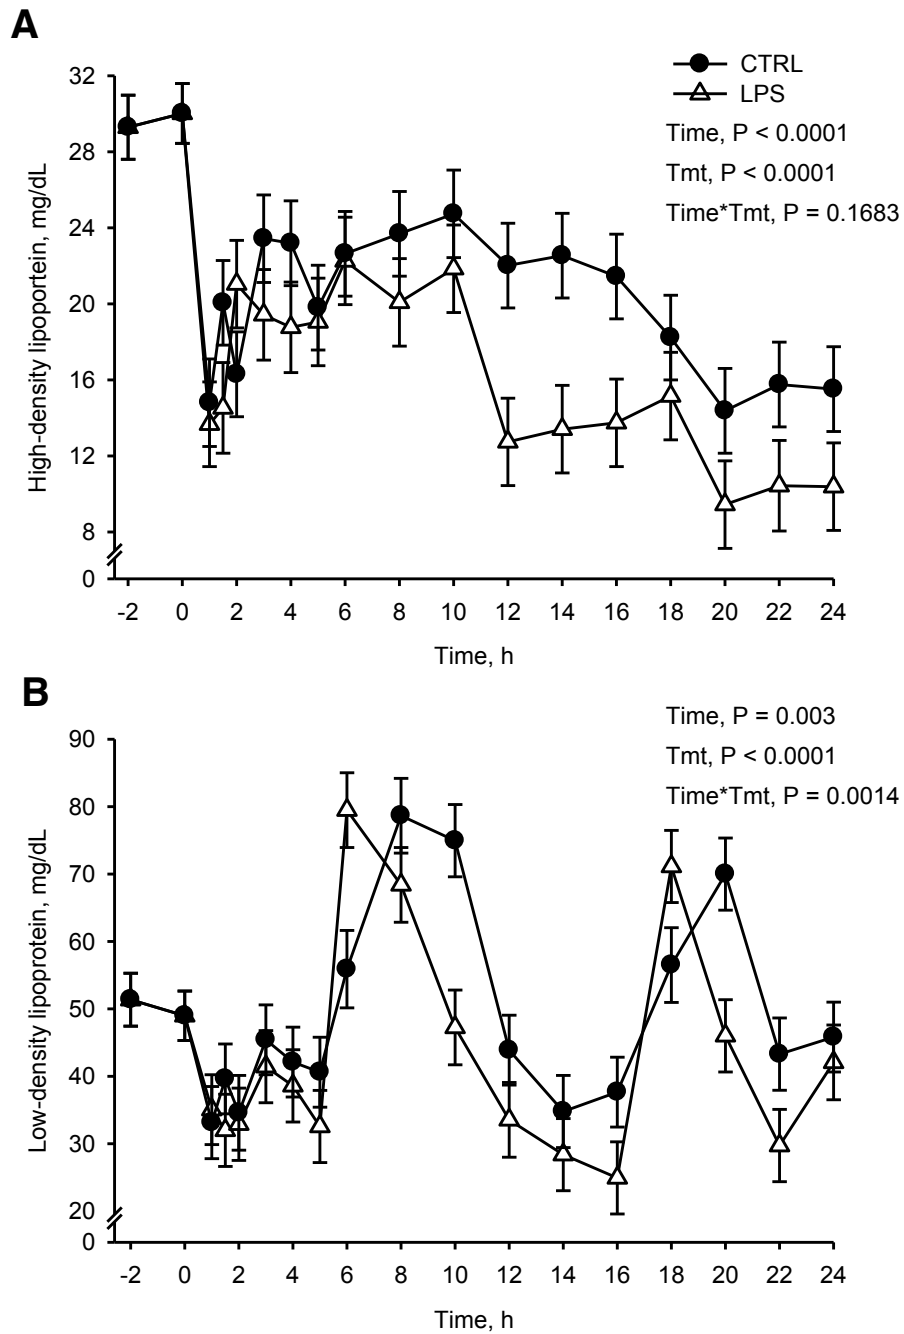 A
CTRL
LPS
Time, P < 0.0001
Tmt, P < 0.0001
Time*Tmt, P = 0.1683
High-density lipoportein, mg/dL
32
28
24
20
16
12
8
0
-2 0 2 4 6 8 10 12 14 16 18 20 22 24
Time, h
B
Time, P = 0.003
Tmt, P < 0.0001
Time*Tmt, P = 0.0014
Low-density lipoprotein, mg/dL
90
80
70
60
50
40
30
20
0
-2 0 2 4 6 8 10 12 14 16 18 20 22 24
Time, h